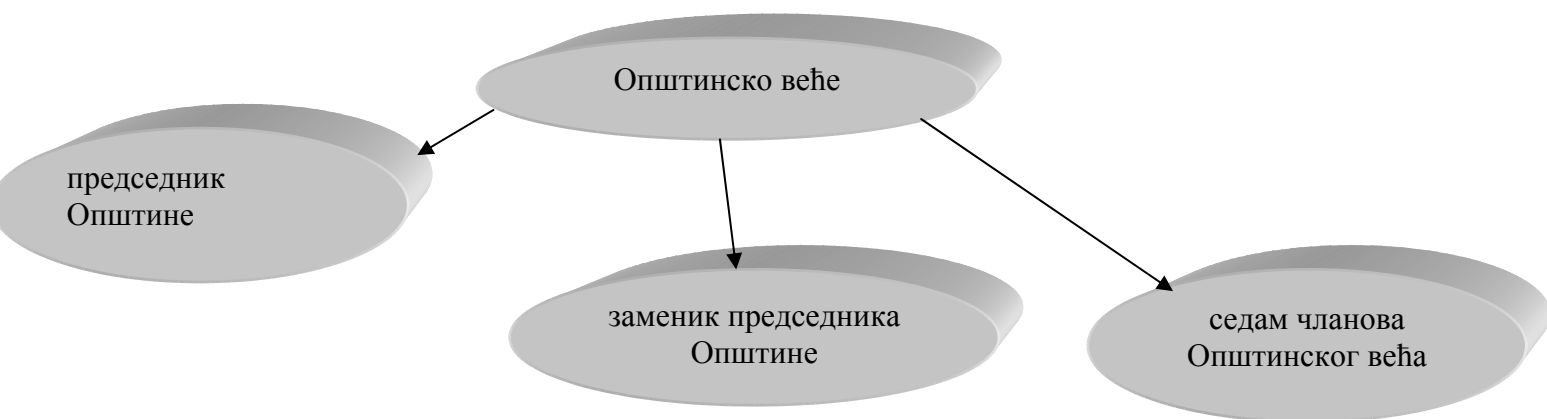 Општинско веће
председник
Општине
заменик председника
Општине
седам чланова
Општинског већа